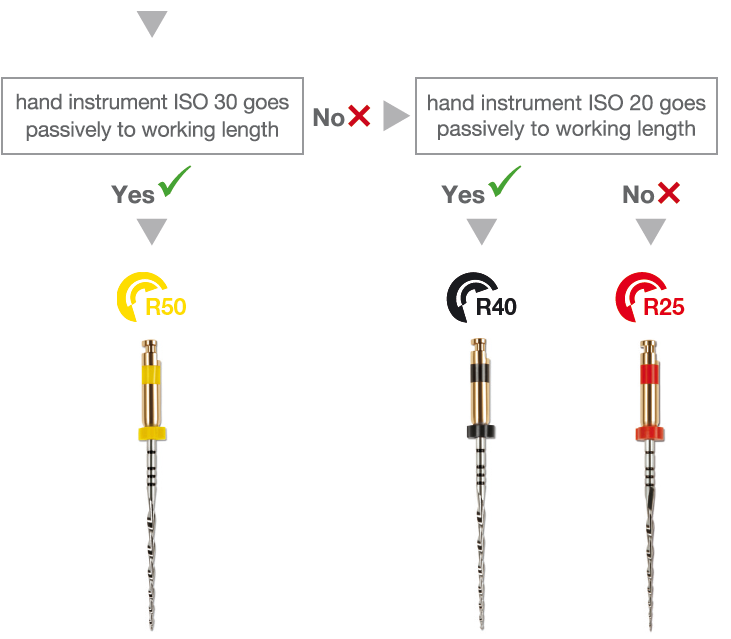 hand instrument ISO 30 goes
passively to working length
No
hand instrument ISO 20 goes
passively to working length
Yes
Yes
No
R50
R40
R25